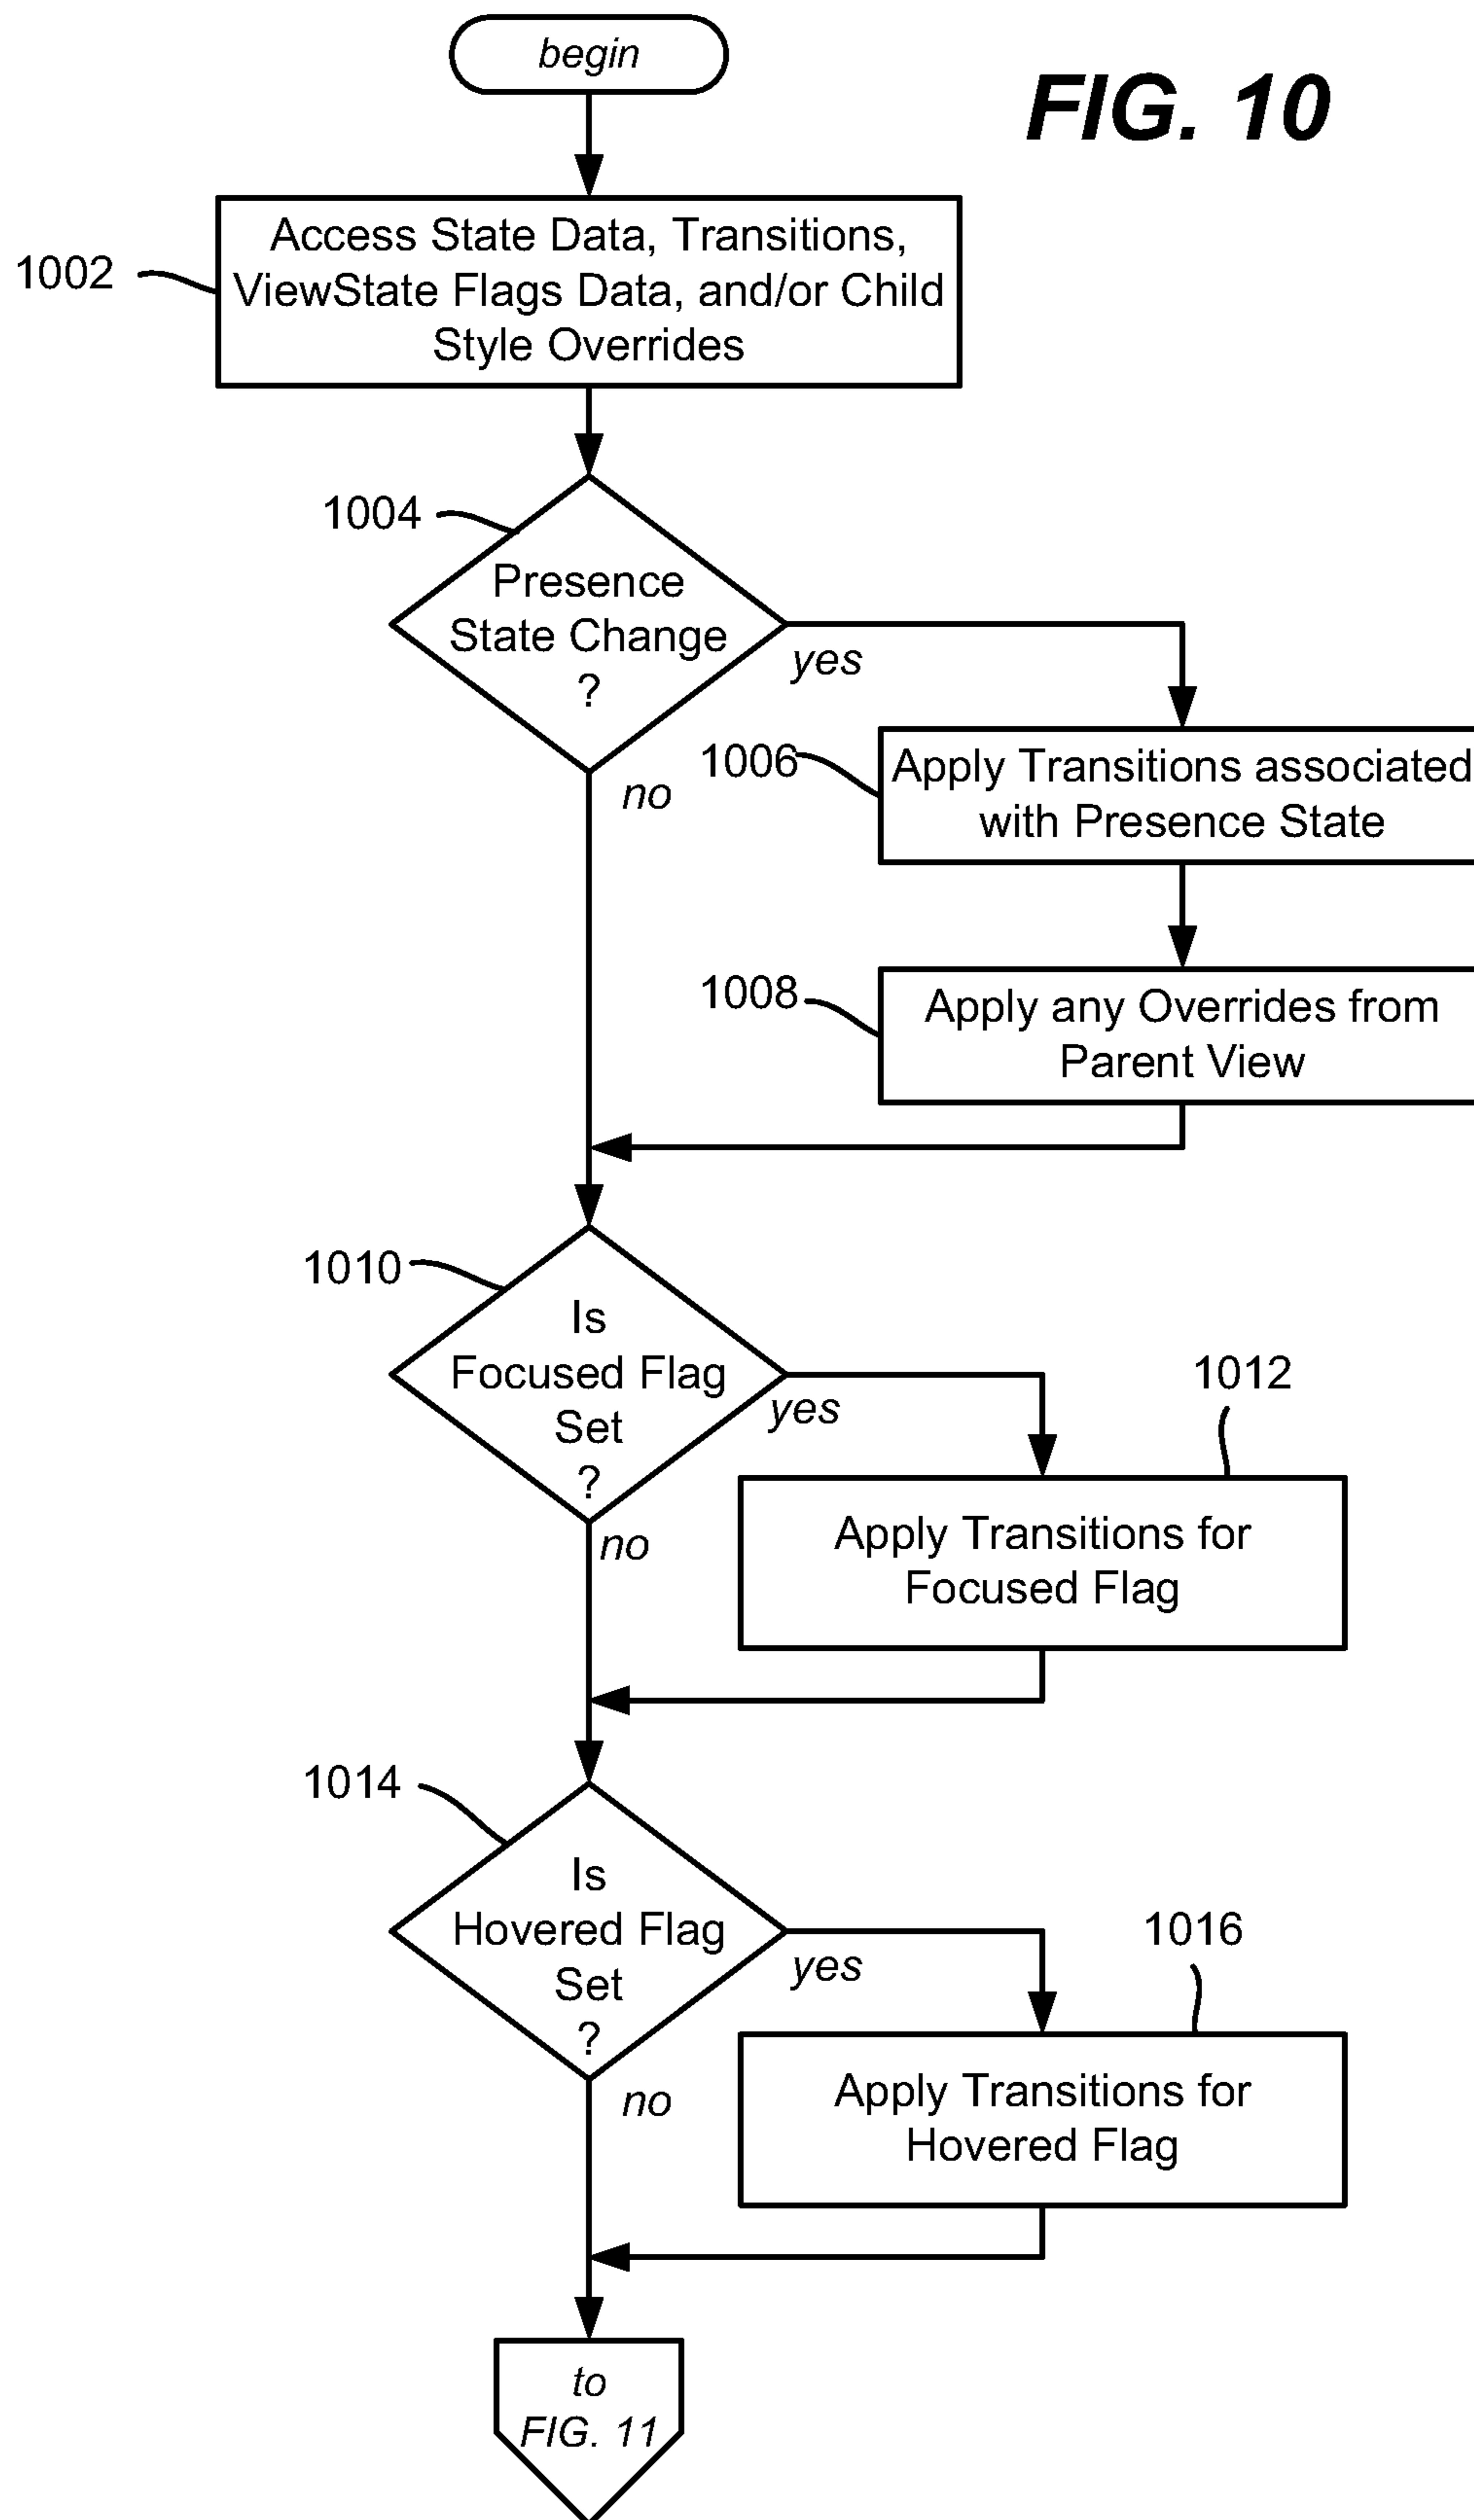 begin
FIG. 10
1002
Access State Data, Transitions,
ViewState Flags Data, and/or Child
Style Overrides
1004
Presence
State Change
?
yes
no
1006
Apply Transitions associated
with Presence State
1008
Apply any Overrides from
Parent View
1010
Is
Focused Flag
Set
?
yes
no
1012
Apply Transitions for
Focused Flag
1014
Is
Hovered Flag
Set
?
yes
no
1016
Apply Transitions for
Hovered Flag
to
FIG. 11